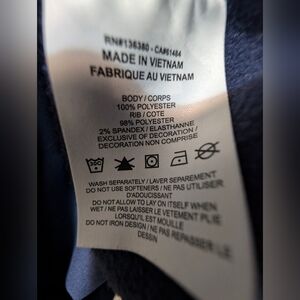 RN#136380 - CA#61464
MADE IN VIETNAM
FABRIQUE AU VIETNAM
BODY / CORPS
100% POLYESTER
RIB / COTE
98% POLYESTER
2% SPANDEX / ELASTHANNE
EXCLUSIVE OF DECORATION /
DECORATION NON COMPRISE
WASH SEPARATELY / LAVER SEPAREMENT
DO NOT USE SOFTENERS / NE PAS UTILISER
D'ADOUCISSANT
DO NOT ALLOW TO LAY ON ITSELF WHEN
WET / NE PAS LAISSER LE VETEMENT PLIE
LORSQU'IL EST MOUILLE
DO NOT IRON DESIGN / NE PAS REPASSER LE
DESSIN